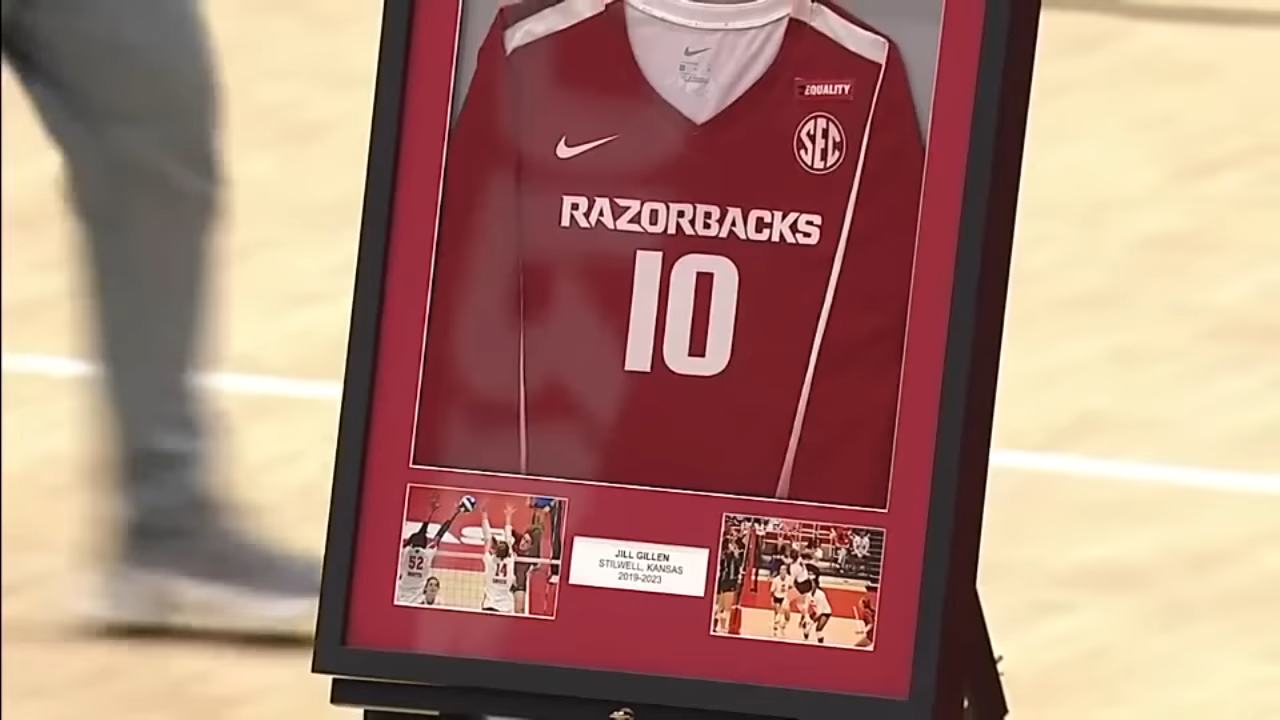 EQUALITY
SEC
RAZORBACKS
10
52
14
JILL GILLEN
STILWELL, KANSAS
2019-2023